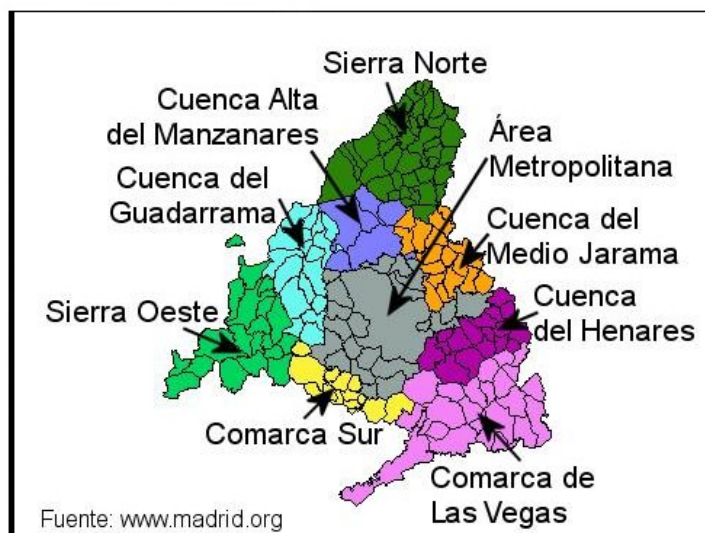 Sierra Norte
Cuenca Alta
del Manzanares
Área
Metropolitana
Cuenca del
Guadarrama
Cuenca del
Medio Jarama
Sierra Oeste
Cuenca
del Henares
Comarca Sur
Comarca de
Las Vegas
Fuente: www.madrid.org